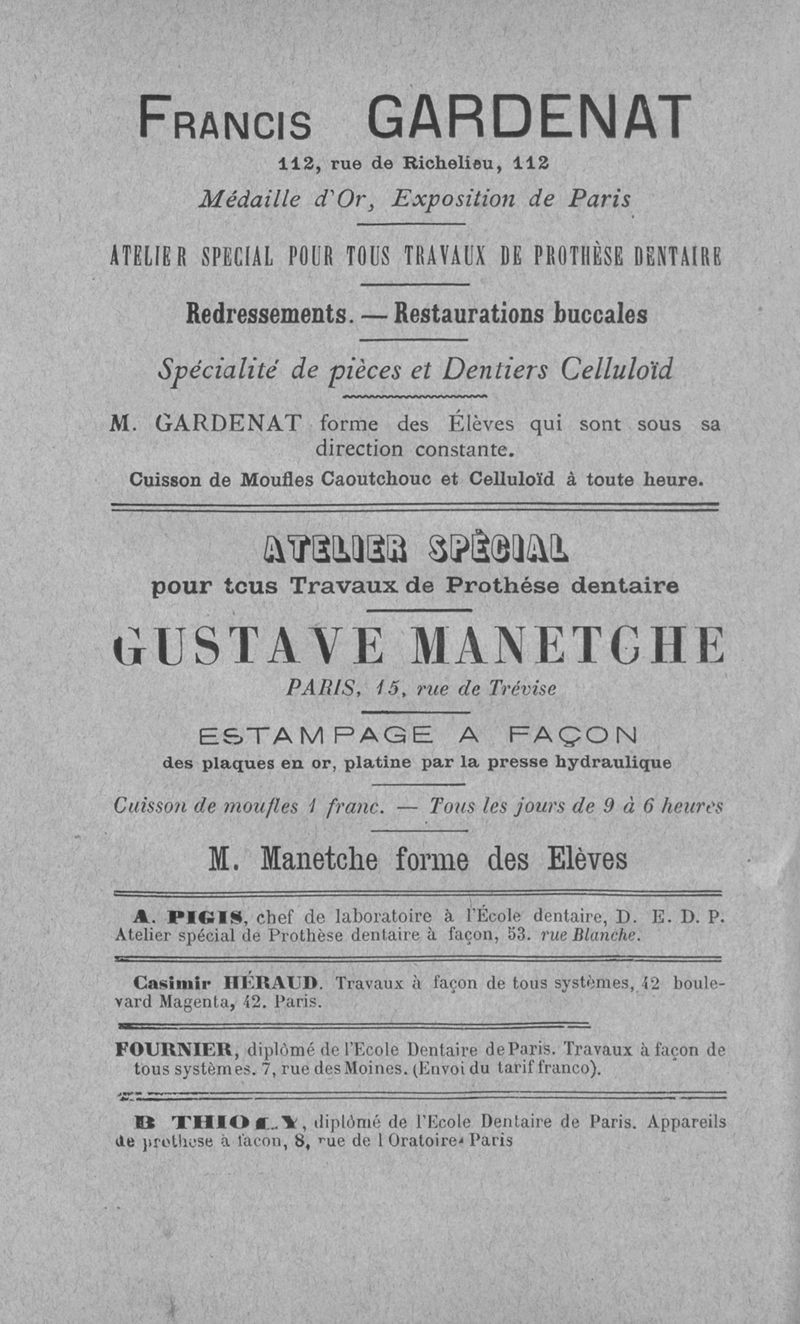 FRANCIS GARDENAT
112, rue de Richelieu, 112
Médaille d'Or, Exposition de Paris
ATELIER SPECIAL POUR TOUS TRAVAUX DE PROTHÈSE DENTAIRE
Redressements. — Restaurations buccales
Spécialité de pièces et Dentiers Celluloïd
M. GARDENAT forme des Élèves qui sont sous sa
direction constante.
Cuisson de Moufles Caoutchouc et Celluloïd à toute heure.
ATELIER SPÈCIAL
pour tcus Travaux de Prothése dentaire
GUSTAVE MANETCHE
PARIS, 15, rue de Trévise
ESTAMPAGE A FAÇON
des plaques en or, platine par la presse hydraulique
Cuisson de moufles 1 franc. — Tous les jours de 9 à 6 heures
M. Manetche forme des Elèves
A. PIGIS, chef de laboratoire à l'École dentaire, D. E. D. P.
Atelier spécial de Prothèse dentaire à façon, 53. rue Blanche.
Casimir HÉRAUD. Travaux à façon de tous systèmes, 42 boule-
vard Magenta, 42. Paris.
FOURNIER, diplômé de l'Ecole Dentaire de Paris. Travaux à façon de
tous systèmes. 7, rue des Moines. (Envoi du tarif franco).
B , diplômé de l'Ecole Dentaire de Paris. Appareils
de prothese à facon, 8, rue de l Oratoire Paris